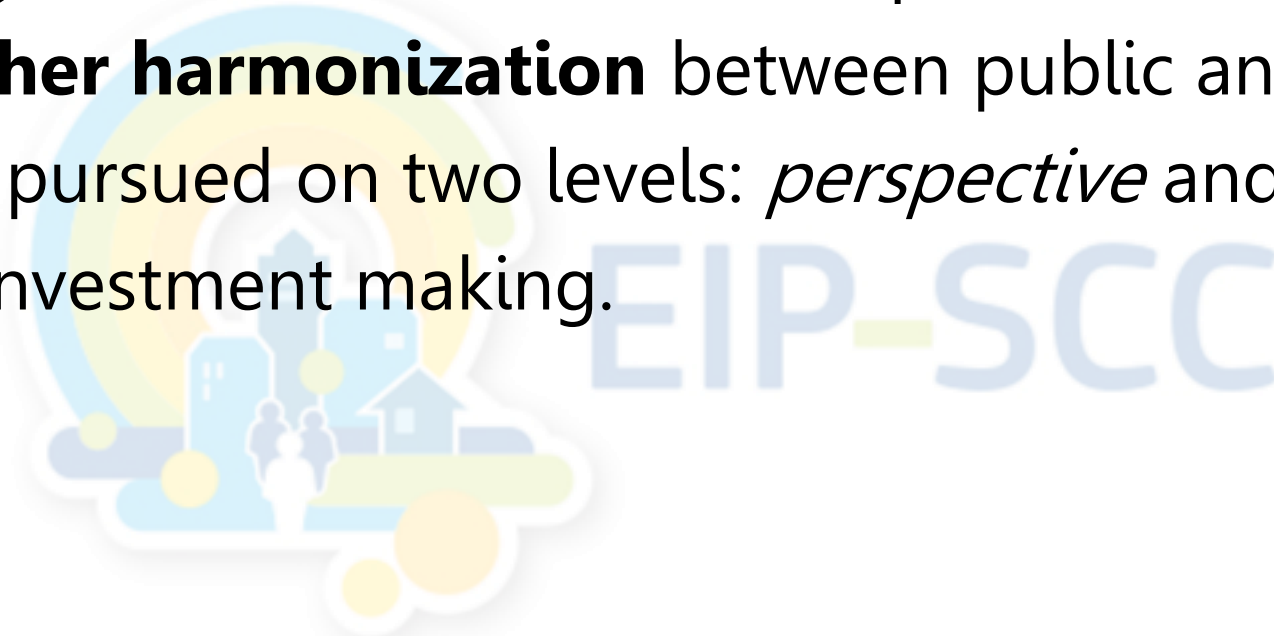 her harmonization between public an
pursued on two levels: perspective and
nvestment making.
EIP-SCC